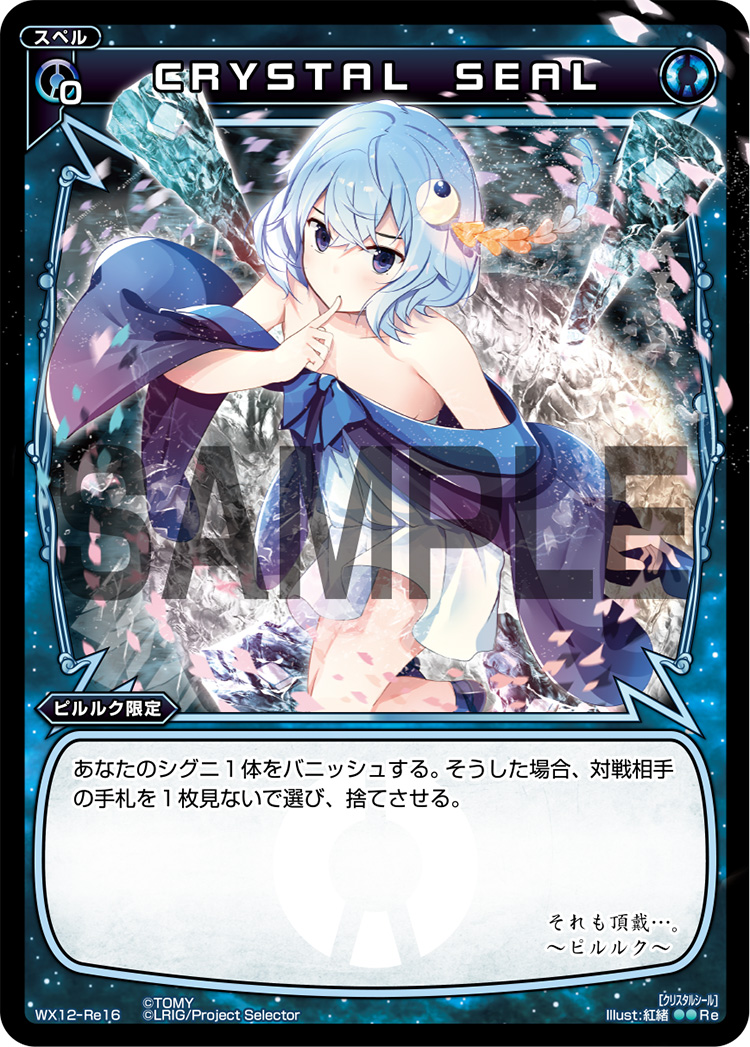 スペル
0
CRYSTAL SEAL
SAMPLE
ピルルク限定
あなたのシグニ1体をバニッシュする。そうした場合、対戦相手
の手札を1枚見ないで選び、捨てさせる。
それも頂戴…。
～ピルルク～
[クリスタルシール]
©TOMY
WX12-Re16 ©LRIG/Project Selector Illust:紅緒 Re